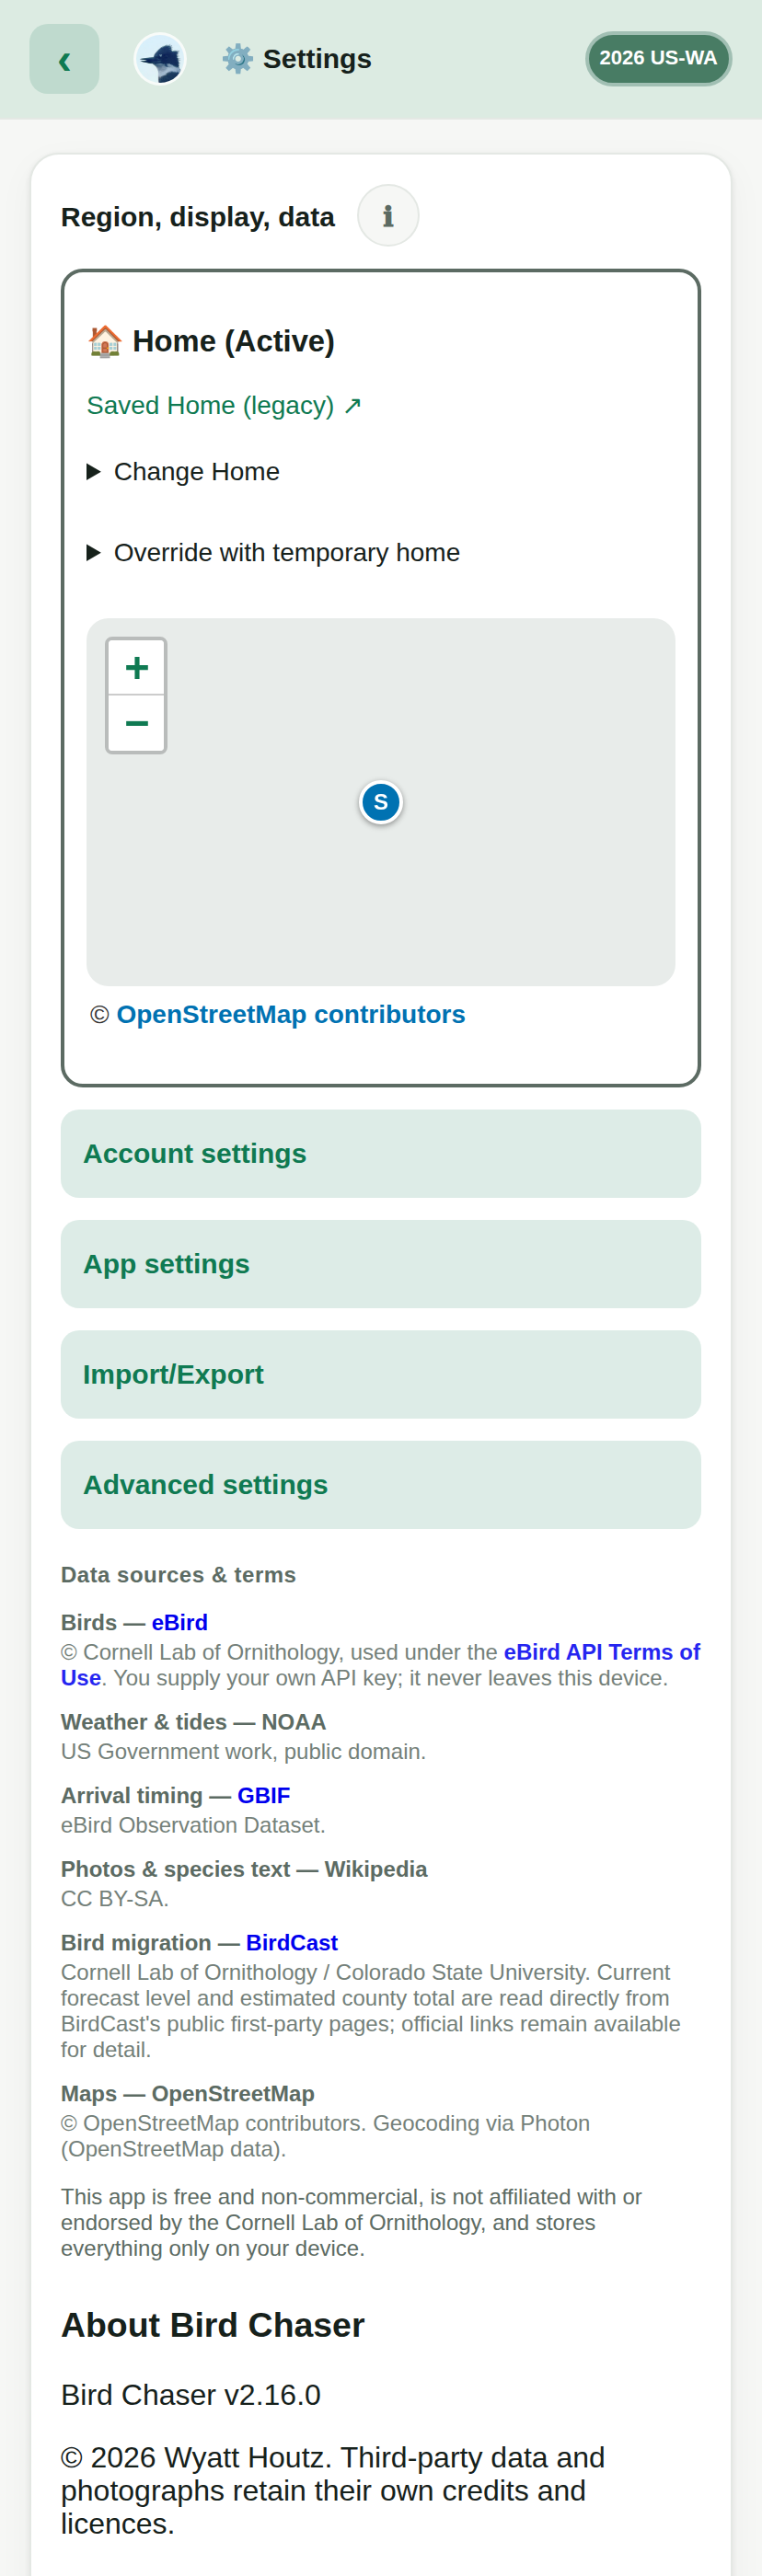 ‹ ⚙️ Settings 2026 US-WA
Region, display, data ℹ
🏠 Home (Active)
Saved Home (legacy) ↗
▶ Change Home
▶ Override with temporary home
+
−
S
© OpenStreetMap contributors
Account settings
App settings
Import/Export
Advanced settings
Data sources & terms
Birds — eBird
© Cornell Lab of Ornithology, used under the eBird API Terms of
Use. You supply your own API key; it never leaves this device.
Weather & tides — NOAA
US Government work, public domain.
Arrival timing — GBIF
eBird Observation Dataset.
Photos & species text — Wikipedia
CC BY-SA.
Bird migration — BirdCast
Cornell Lab of Ornithology / Colorado State University. Current
forecast level and estimated county total are read directly from
BirdCast's public first-party pages; official links remain available
for detail.
Maps — OpenStreetMap
© OpenStreetMap contributors. Geocoding via Photon
(OpenStreetMap data).
This app is free and non-commercial, is not affiliated with or
endorsed by the Cornell Lab of Ornithology, and stores
everything only on your device.
About Bird Chaser
Bird Chaser v2.16.0
© 2026 Wyatt Houtz. Third-party data and
photographs retain their own credits and
licences.